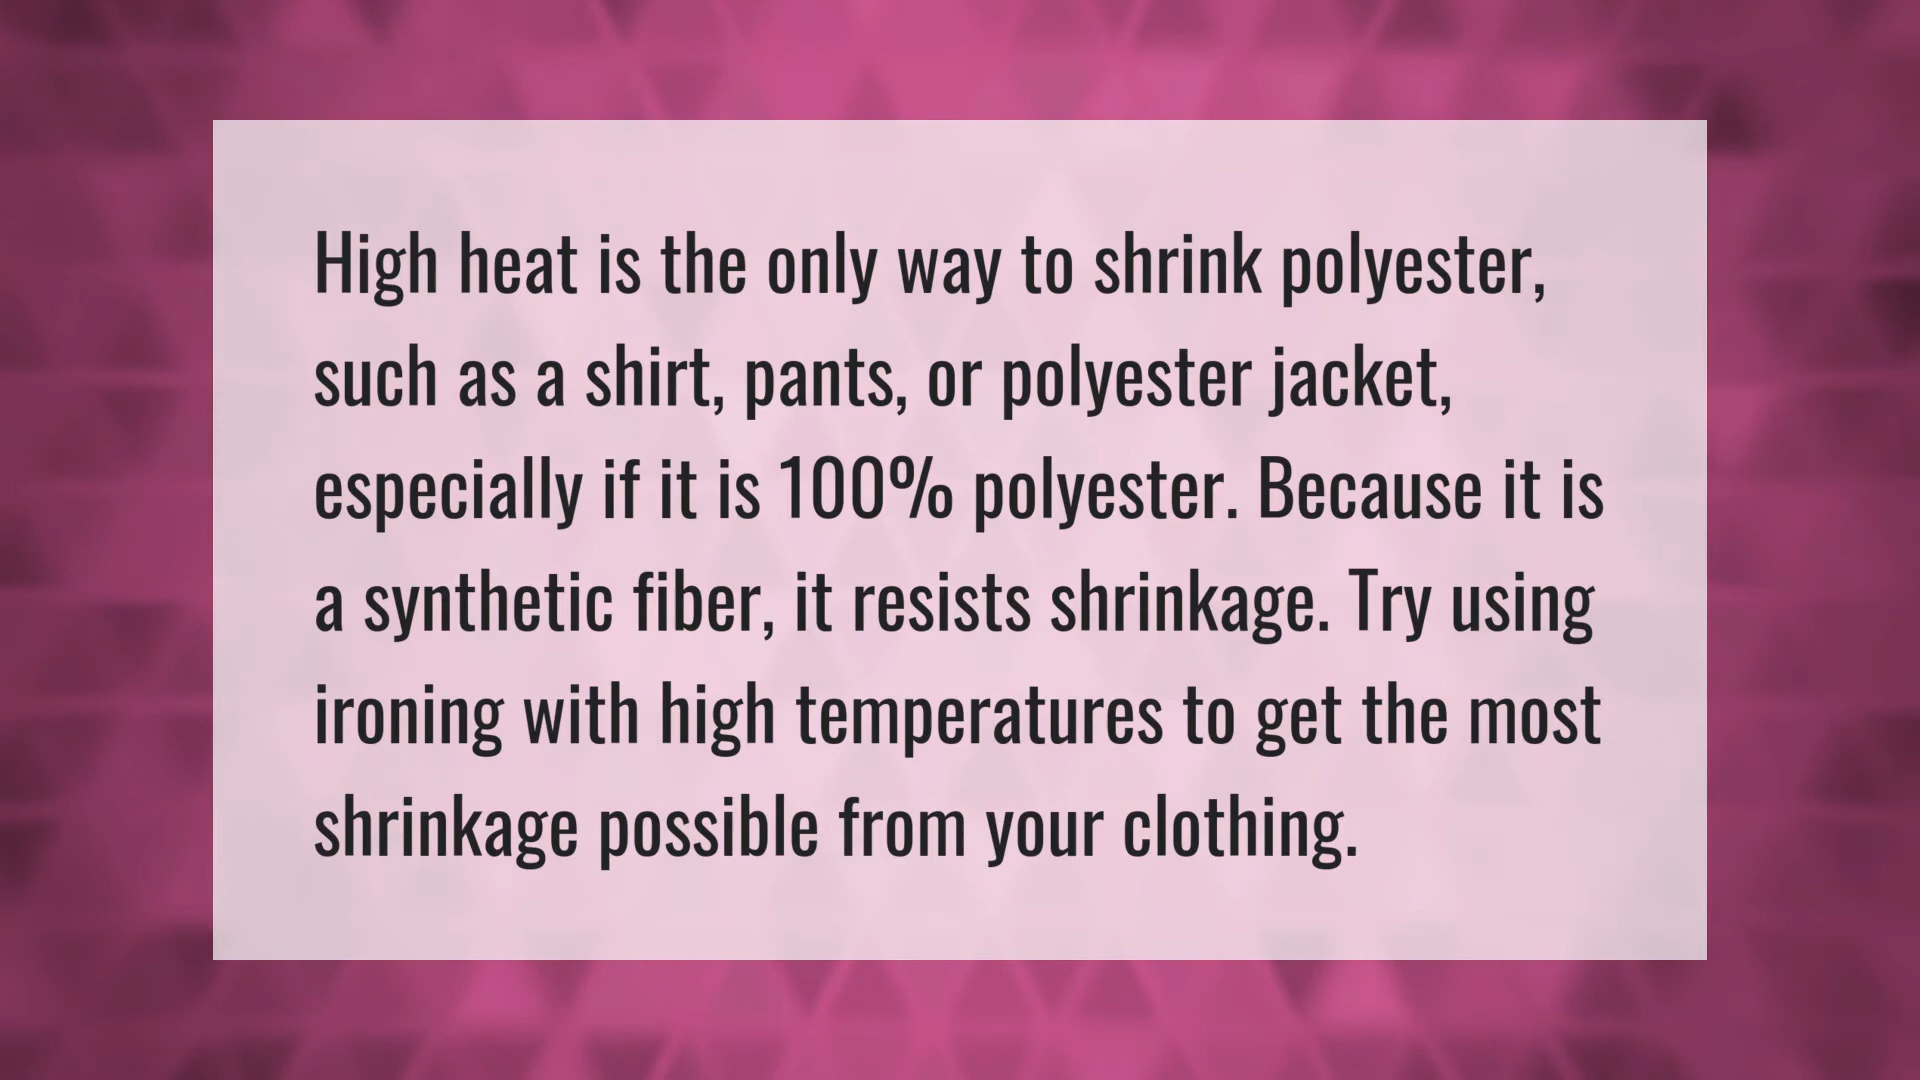 High heat is the only way to shrink polyester,
such as a shirt, pants, or polyester jacket,
especially if it is 100% polyester. Because it is
a synthetic fiber, it resists shrinkage. Try using
ironing with high temperatures to get the most
shrinkage possible from your clothing.